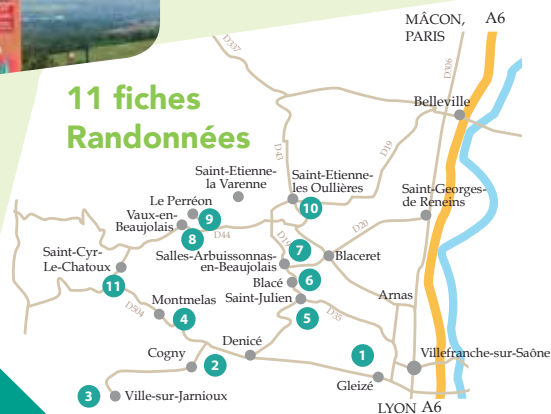 MÂCON,
PARIS
A6
D337
D306
11 fiches
Randonnées
Belleville
D43
D19
Saint-Etienne-
la Varenne
Saint-Etienne-
les Oullières
Saint-Georges-
de Reneins
Le Perréon
9
10
Vaux-en-
Beaujolais
8
D44
D20
D19
7
Saint-Cyr-
Le-Chatoux
Salles-Arbuissonnas-
en-Beaujolais
Blaceret
11
Blacé
6
Montmelas
Saint-Julien
Arnas
D504
4
5
D35
Denicé
Cogny
2
1
Villefranche-sur-Saône
Gleizé
3
Ville-sur-Jarnioux
LYON A6